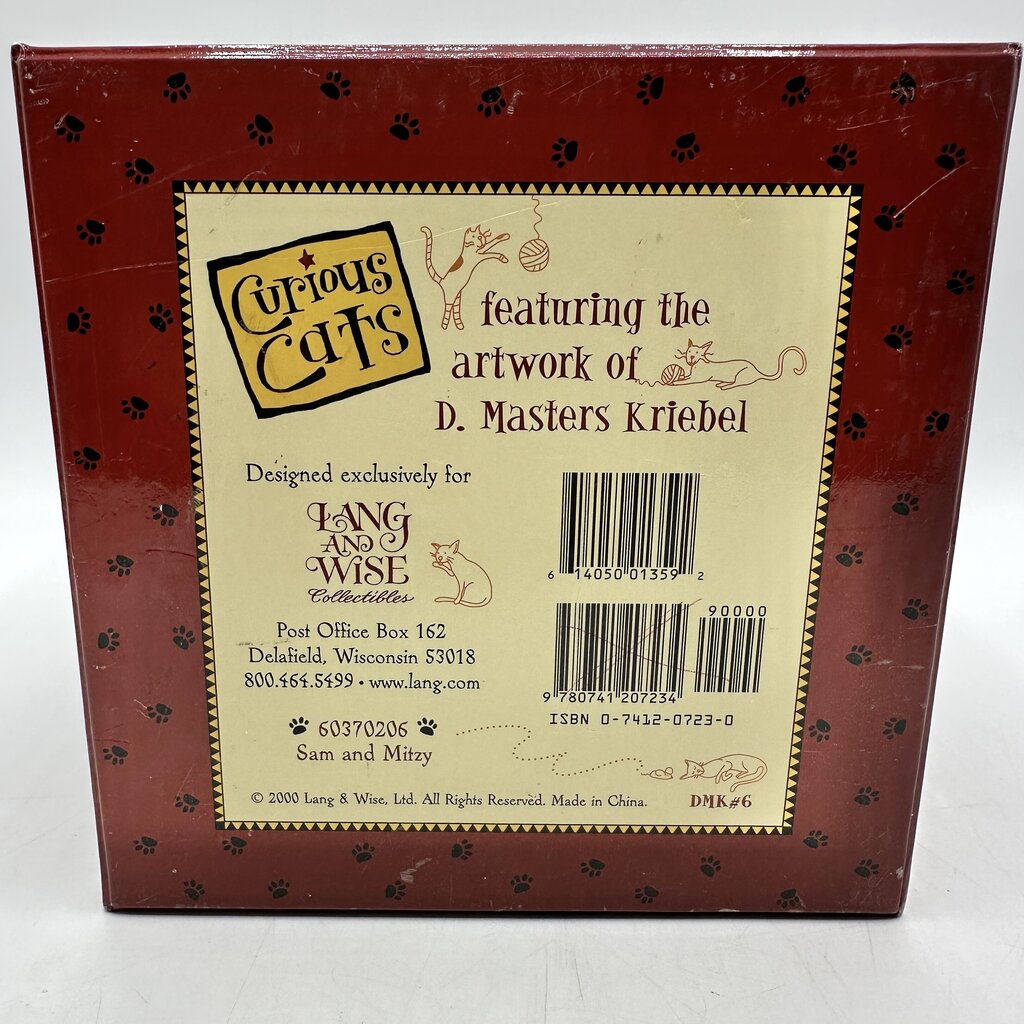 Curious
Cats
featuring the
artwork of
D. Masters Kriebel
Designed exclusively for
LANG
AND
WISE
Collectibles
Post Office Box 162
Delafield, Wisconsin 53018
800.464.5499 • www.lang.com
60370206
Sam and Mitzy
6 14050 01359 2
90000
9 780741 207234
ISBN 0-7412-0723-0
© 2000 Lang & Wise, Ltd. All Rights Reserved. Made in China.
DMK#6